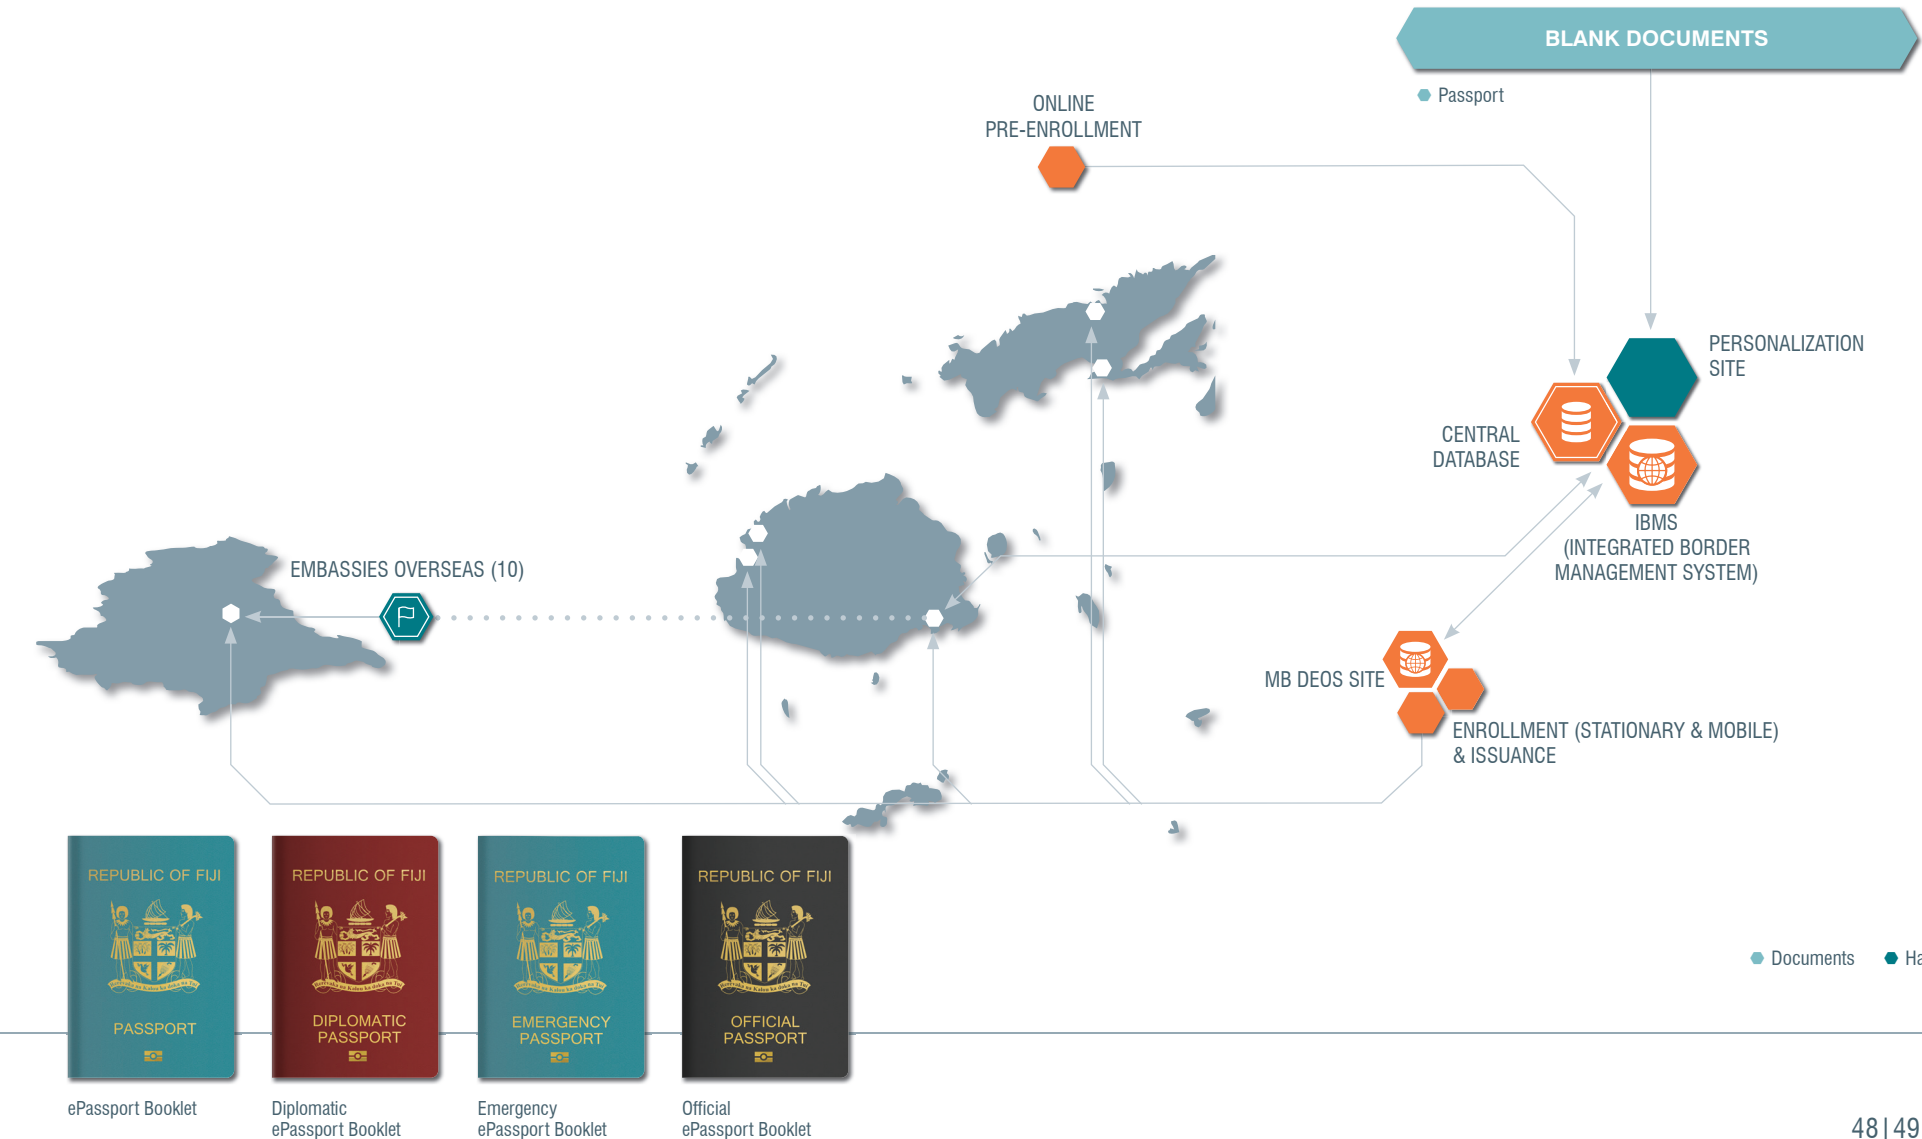 BLANK DOCUMENTS
Passport
ONLINE
PRE-ENROLLMENT
PERSONALIZATION
SITE
CENTRAL
DATABASE
IBMS
(INTEGRATED BORDER
MANAGEMENT SYSTEM)
EMBASSIES OVERSEAS (10)
MB DEOS SITE
ENROLLMENT (STATIONARY & MOBILE)
& ISSUANCE
REPUBLIC OF FIJI
PASSPORT
REPUBLIC OF FIJI
DIPLOMATIC
PASSPORT
REPUBLIC OF FIJI
EMERGENCY
PASSPORT
REPUBLIC OF FIJI
OFFICIAL
PASSPORT
Documents
Ha
ePassport Booklet
Diplomatic
ePassport Booklet
Emergency
ePassport Booklet
Official
ePassport Booklet
48|49